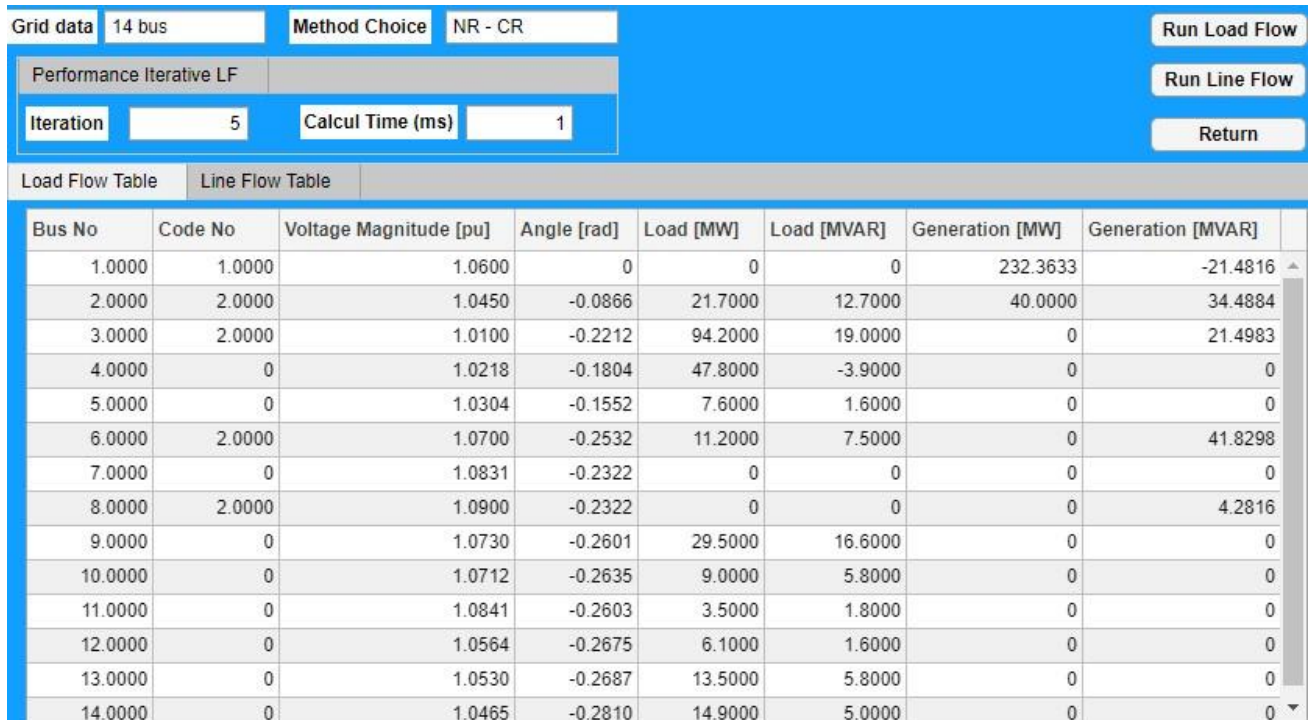 Grid data 14 bus Method Choice NR - CR Run Load Flow
Performance Iterative LF Run Line Flow
Iteration 5 Calcul Time (ms) 1
Return
Load Flow Table Line Flow Table
Bus No Code No Voltage Magnitude [pu] Angle [rad] Load [MW] Load [MVAR] Generation [MW] Generation [MVAR]
1.0000 1.0000 1.0600 0 0 0 232.3633 -21.4816
2.0000 2.0000 1.0450 -0.0866 21.7000 12.7000 40.0000 34.4884
3.0000 2.0000 1.0100 -0.2212 94.2000 19.0000 0 21.4983
4.0000 0 1.0218 -0.1804 47.8000 -3.9000 0 0
5.0000 0 1.0304 -0.1552 7.6000 1.6000 0 0
6.0000 2.0000 1.0700 -0.2532 11.2000 7.5000 0 41.8298
7.0000 0 1.0831 -0.2322 0 0 0 0
8.0000 2.0000 1.0900 -0.2322 0 0 0 4.2816
9.0000 0 1.0730 -0.2601 29.5000 16.6000 0 0
10.0000 0 1.0712 -0.2635 9.0000 5.8000 0 0
11.0000 0 1.0841 -0.2603 3.5000 1.8000 0 0
12.0000 0 1.0564 -0.2675 6.1000 1.6000 0 0
13.0000 0 1.0530 -0.2687 13.5000 5.8000 0 0
14.0000 0 1.0465 -0.2810 14.9000 5.0000 0 0